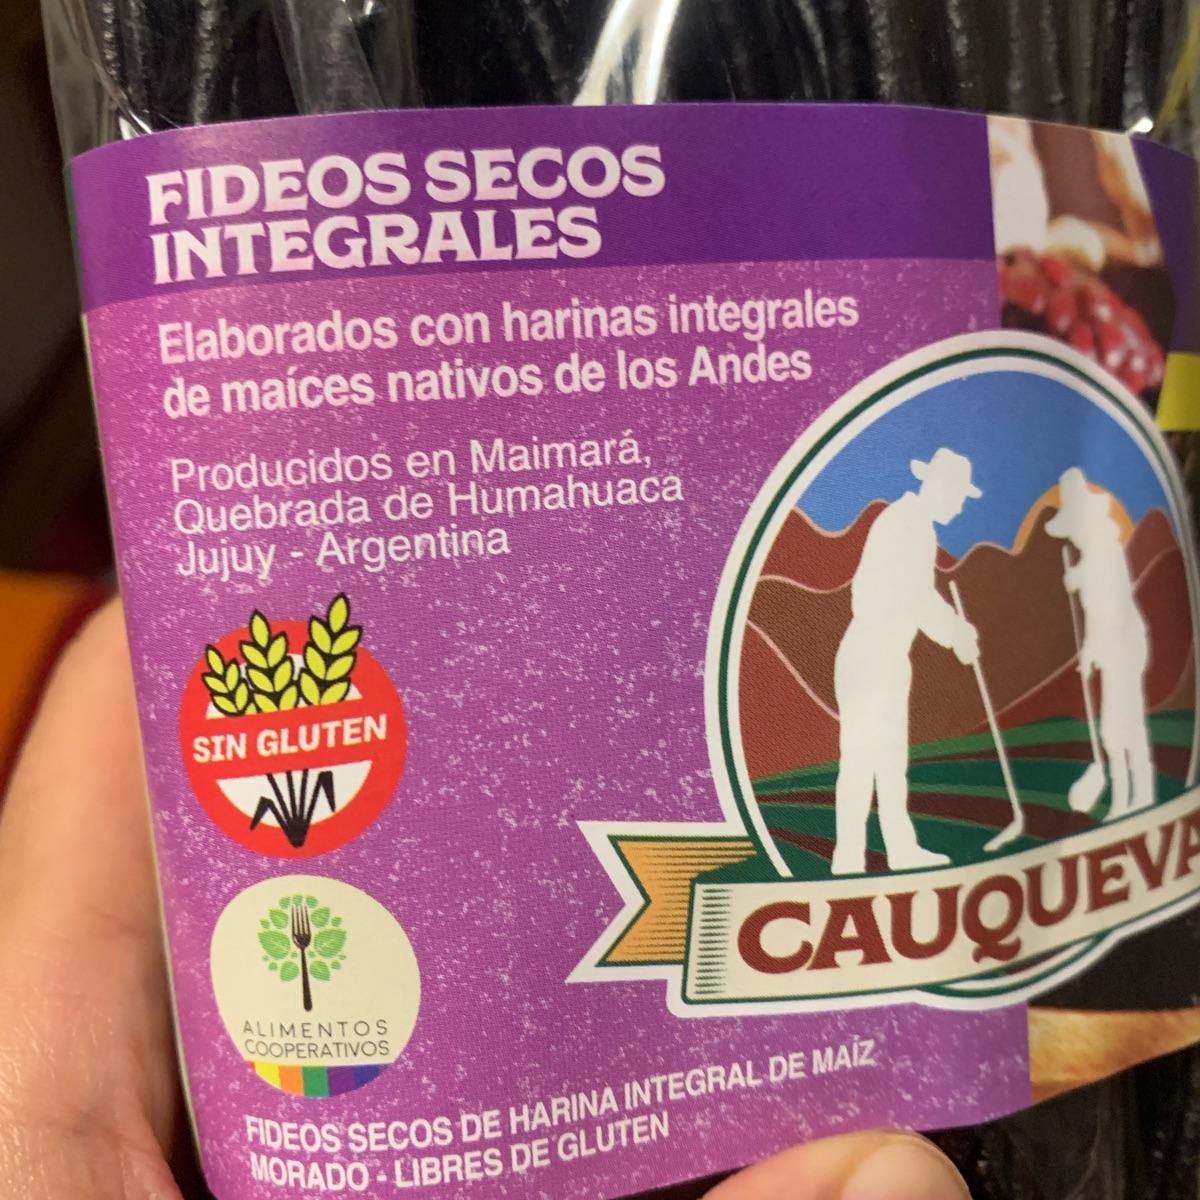 FIDEOS SECOS
INTEGRALES
Elaborados con harinas integrales
de maíces nativos de los Andes
Producidos en Maimará,
Quebrada de Humahuaca
Jujuy - Argentina
SIN GLUTEN
CAUQUEVA
ALIMENTOS
COOPERATIVOS
FIDEOS SECOS DE HARINA INTEGRAL DE MAÍZ
MORADO - LIBRES DE GLUTEN